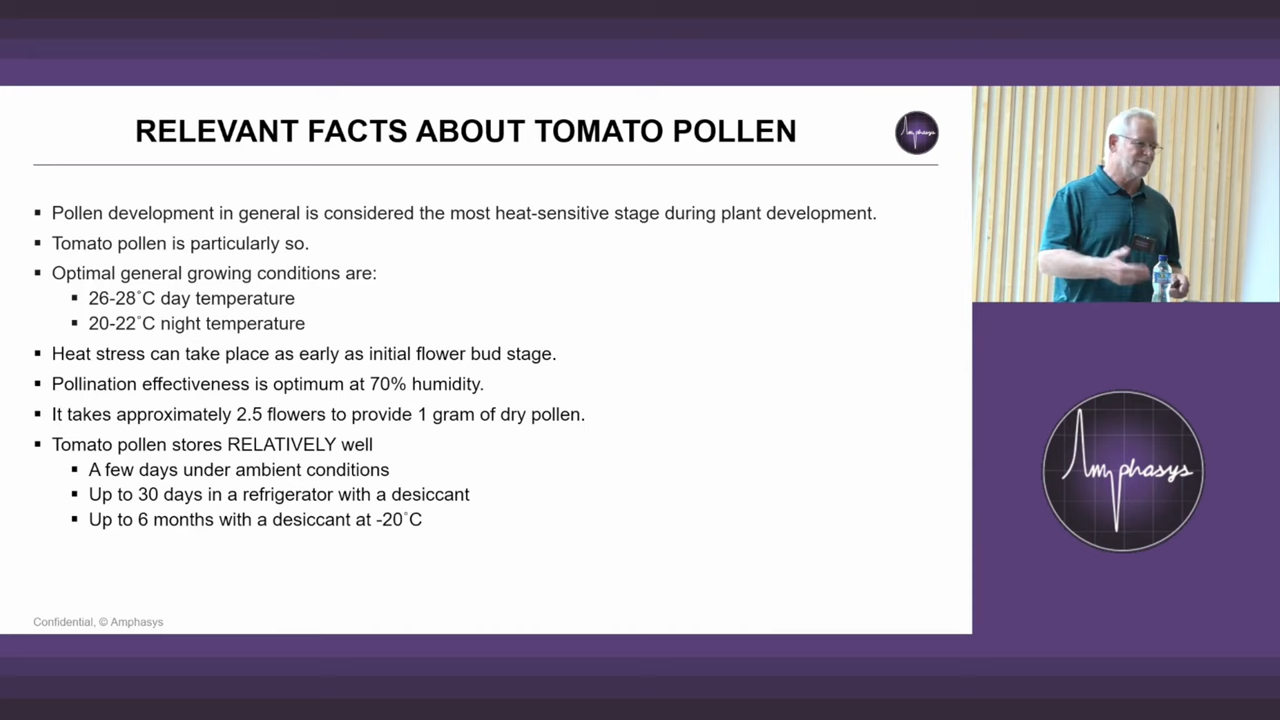 RELEVANT FACTS ABOUT TOMATO POLLEN
Amphasys
▪ Pollen development in general is considered the most heat-sensitive stage during plant development.
▪ Tomato pollen is particularly so.
▪ Optimal general growing conditions are:
▪ 26-28˚C day temperature
▪ 20-22˚C night temperature
▪ Heat stress can take place as early as initial flower bud stage.
▪ Pollination effectiveness is optimum at 70% humidity.
▪ It takes approximately 2.5 flowers to provide 1 gram of dry pollen.
▪ Tomato pollen stores RELATIVELY well
▪ A few days under ambient conditions
▪ Up to 30 days in a refrigerator with a desiccant
▪ Up to 6 months with a desiccant at -20˚C
Confidential, © Amphasys
Amphasys